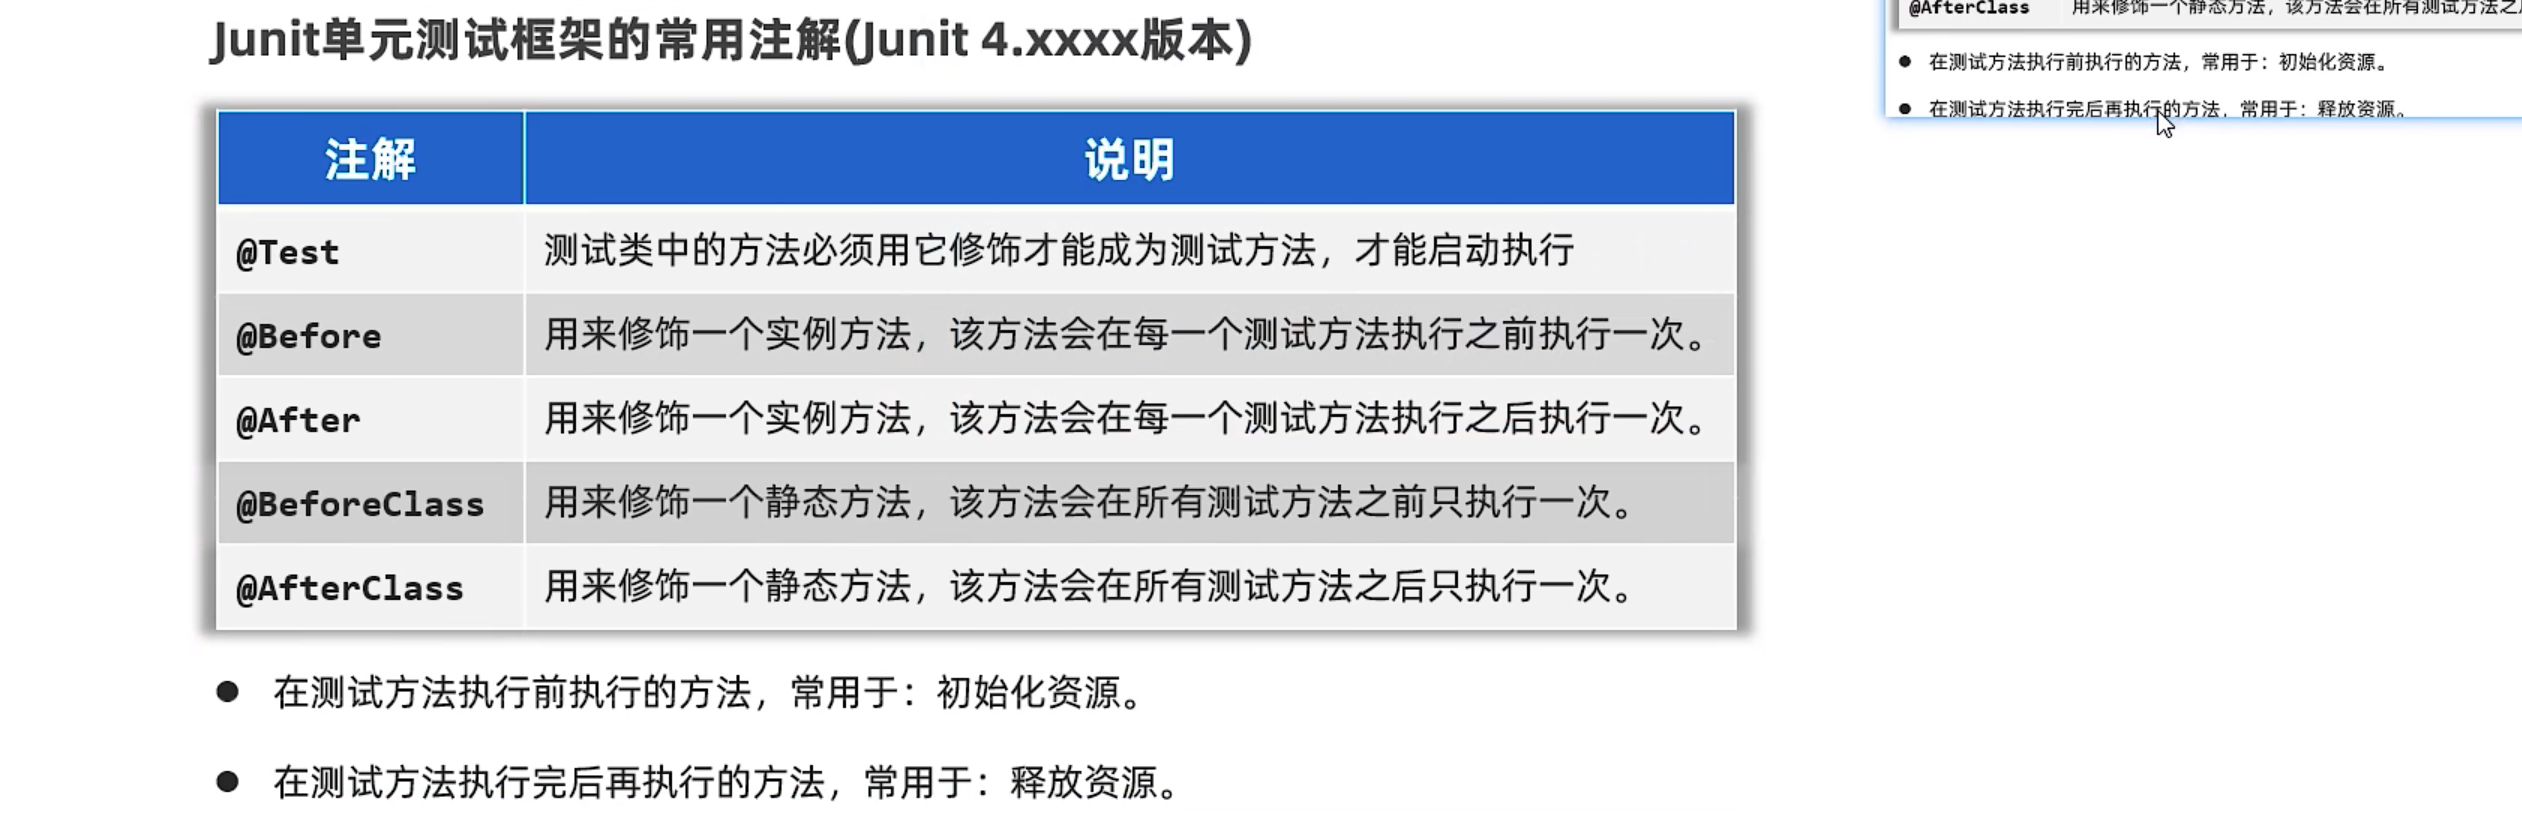 Junit单元测试框架的常用注解(Junit 4.xxxx版本)
注解 说明
@Test 测试类中的方法必须用它修饰才能成为测试方法，才能启动执行
@Before 用来修饰一个实例方法，该方法会在每一个测试方法执行之前执行一次。
@After 用来修饰一个实例方法，该方法会在每一个测试方法执行之后执行一次。
@BeforeClass 用来修饰一个静态方法，该方法会在所有测试方法之前只执行一次。
@AfterClass 用来修饰一个静态方法，该方法会在所有测试方法之后只执行一次。
● 在测试方法执行前执行的方法，常用于：初始化资源。
● 在测试方法执行完后再执行的方法，常用于：释放资源。
@AfterClass 用来修饰一个静态方法，该方法会在所有测试方法之
● 在测试方法执行前执行的方法，常用于：初始化资源。
● 在测试方法执行完后再执行的方法，常用于：释放资源。